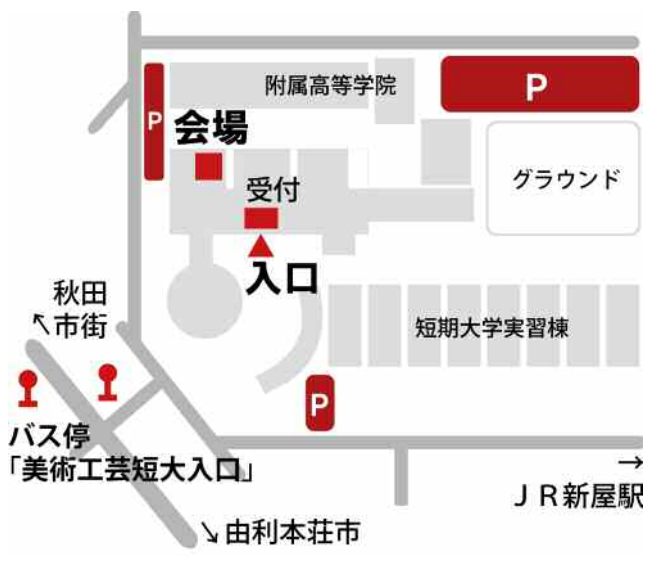 附属高等学院
P
P
会場
グラウンド
受付
入口
秋田
↖市街
短期大学実習棟
P
バス停
「美術工芸短大入口」
→
ＪＲ新屋駅
↘由利本荘市